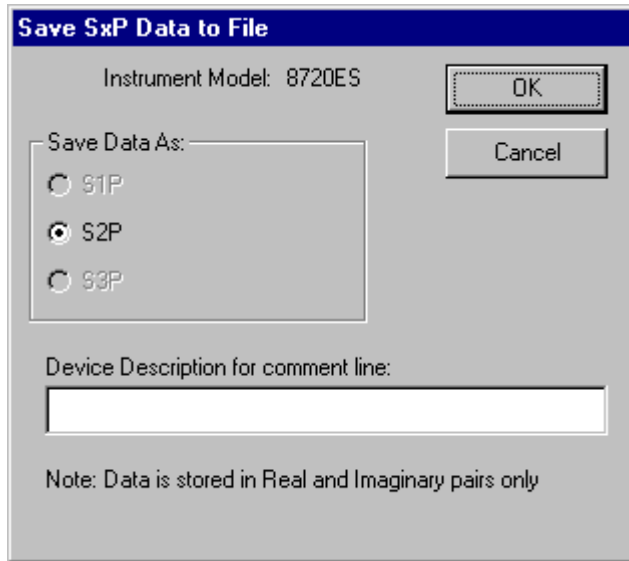 Save SxP Data to File
Instrument Model: 8720ES
OK
Save Data As:
Cancel
S1P
S2P
S3P
Device Description for comment line:
Note: Data is stored in Real and Imaginary pairs only